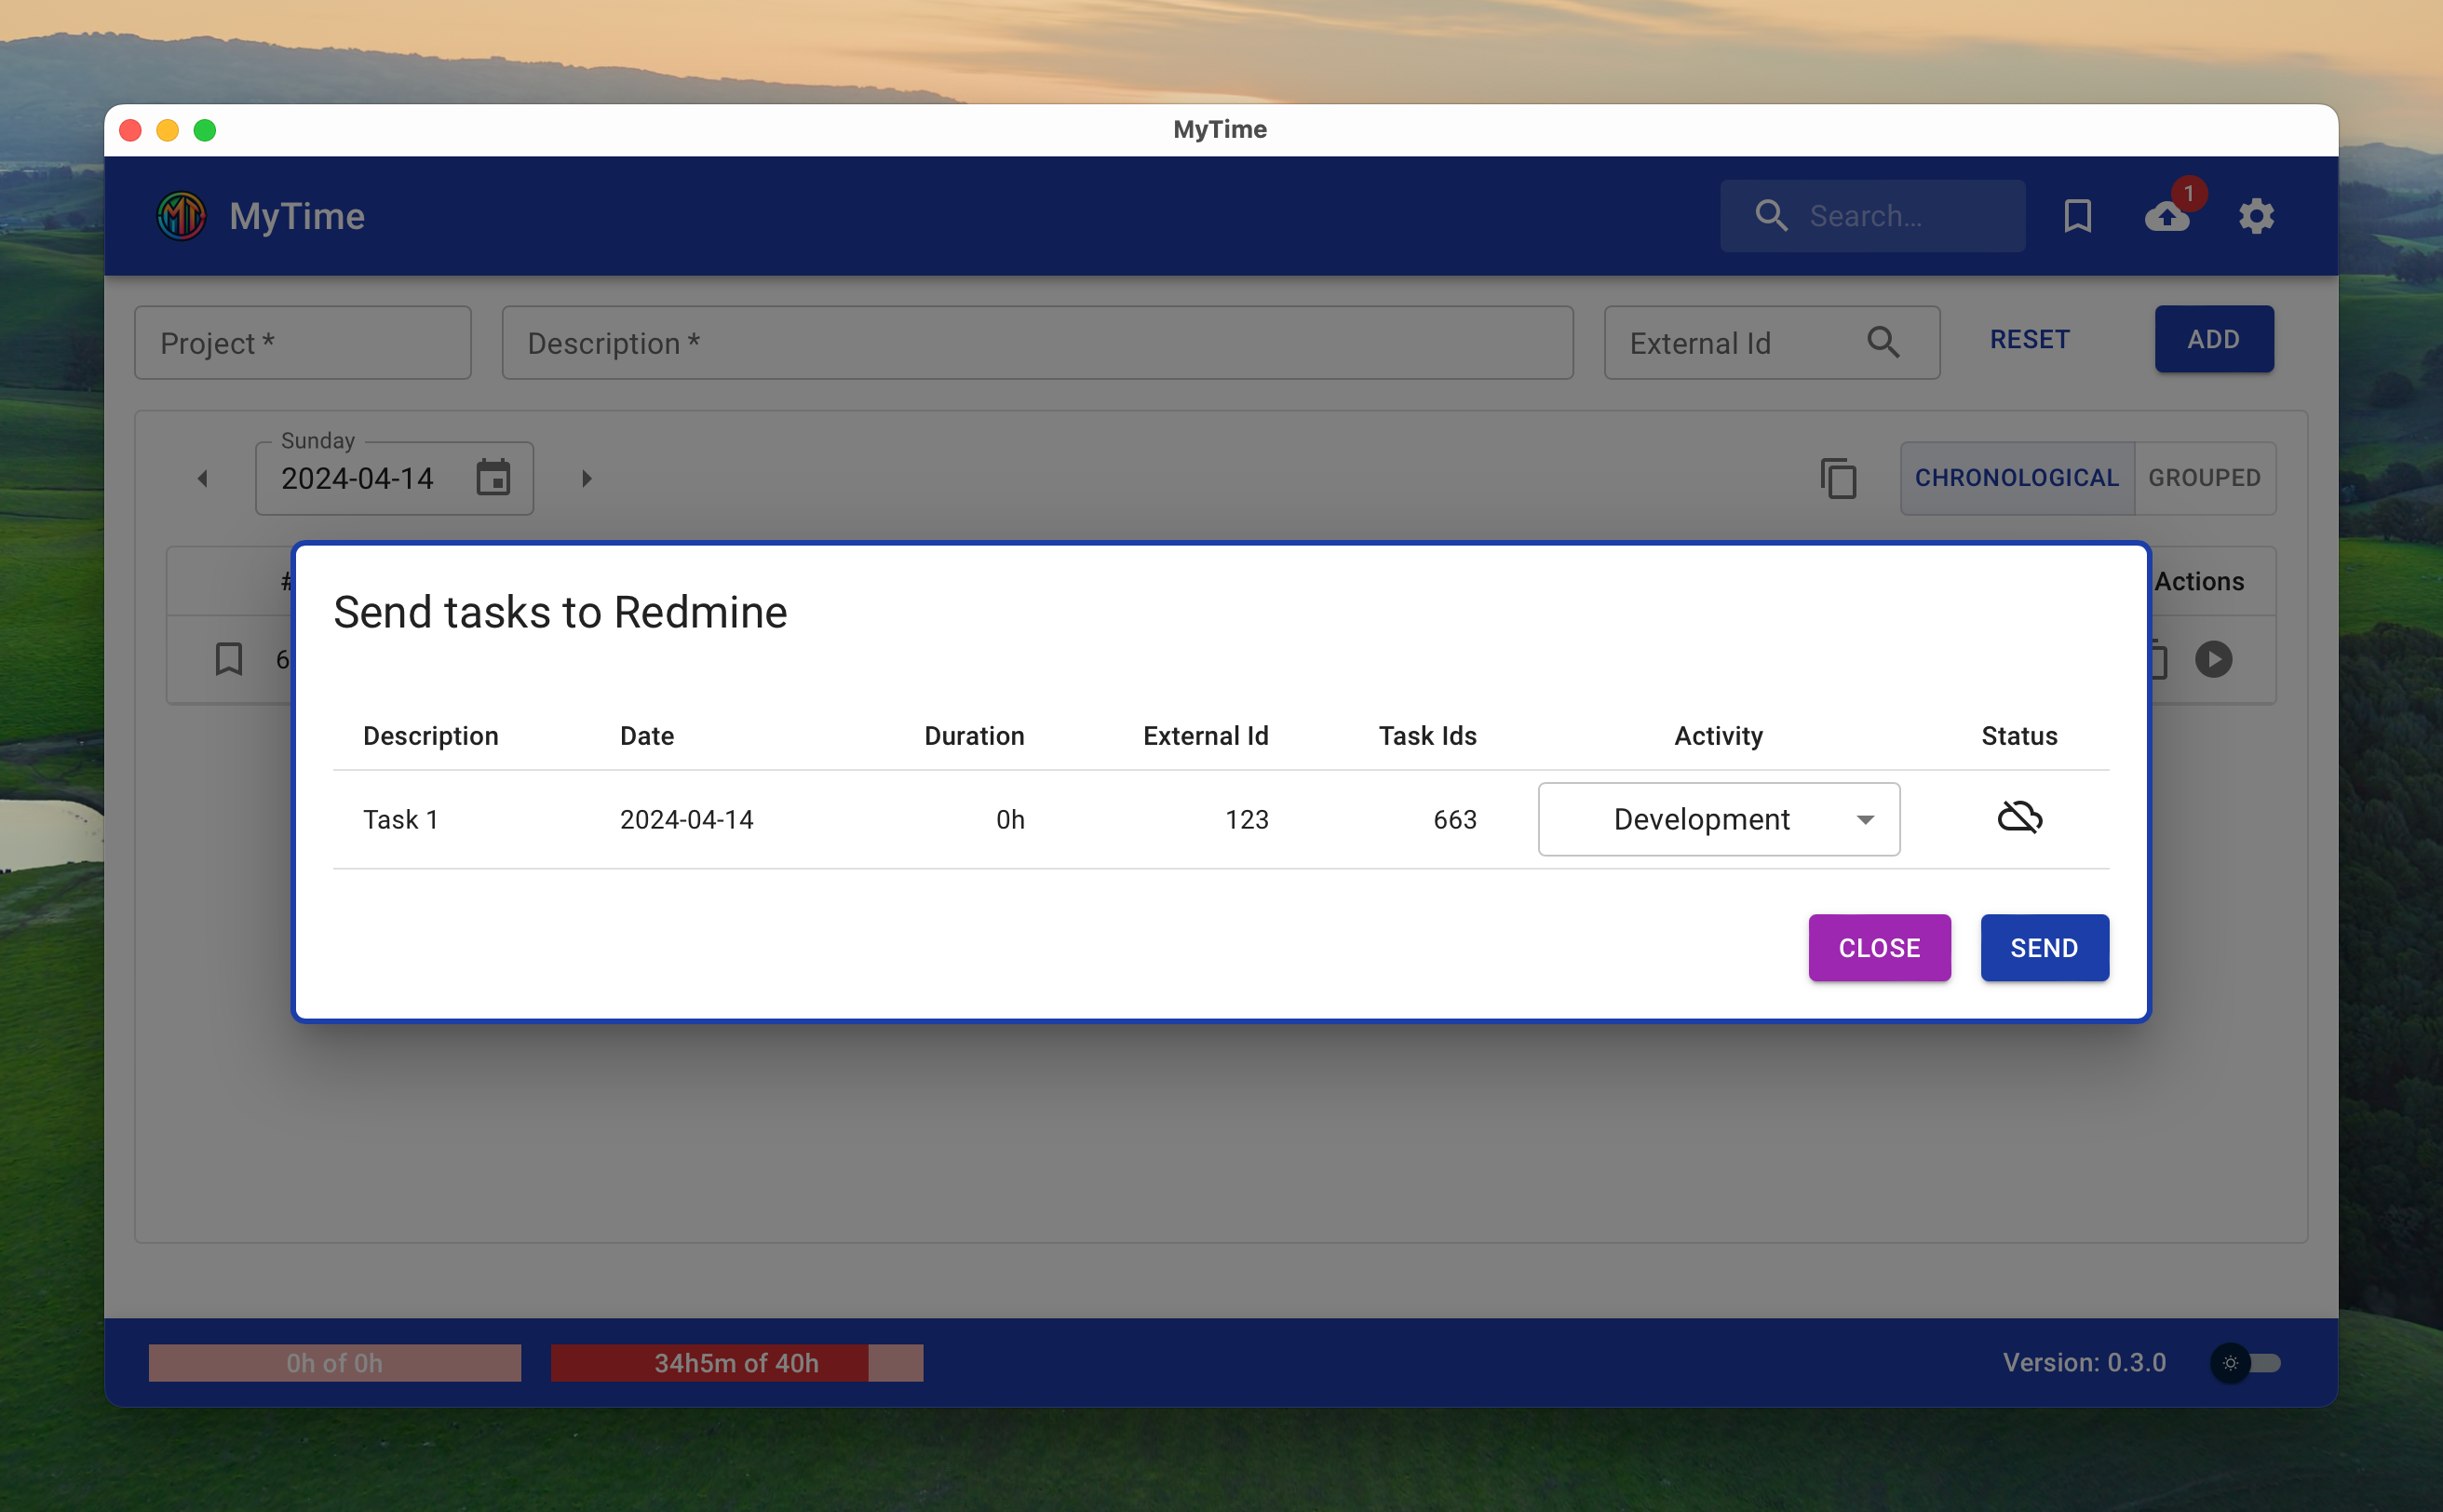 MyTime
MyTime
Search...
1
Project *
Description *
External Id
RESET
ADD
Sunday
2024-04-14
CHRONOLOGICAL
GROUPED
#
Actions
6
Send tasks to Redmine
Description Date Duration External Id Task Ids Activity Status
Task 1 2024-04-14 0h 123 663 Development
CLOSE SEND
0h of 0h
34h5m of 40h
Version: 0.3.0